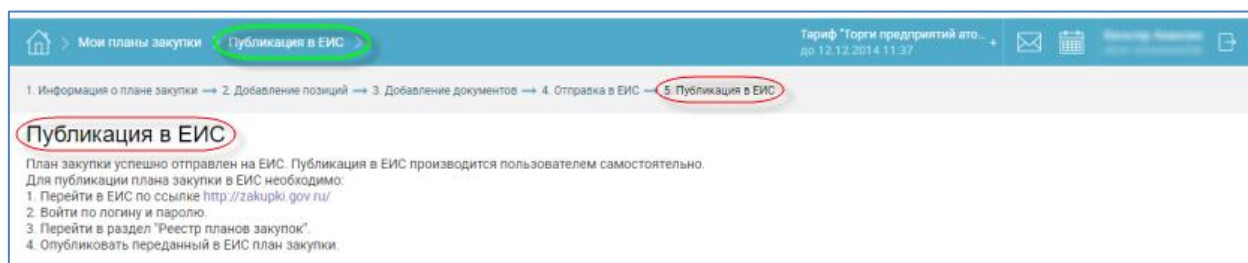 > Мои планы закупки > Публикация в ЕИС >
Тариф "Торги предприятий ато... +
до 12.12.2014 11:37
1. Информация о плане закупки → 2. Добавление позиций → 3. Добавление документов → 4. Отправка в ЕИС → 5. Публикация в ЕИС
Публикация в ЕИС
План закупки успешно отправлен на ЕИС. Публикация в ЕИС производится пользователем самостоятельно.
Для публикации плана закупки в ЕИС необходимо:
1. Перейти в ЕИС по ссылке http://zakupki.gov.ru/
2. Войти по логину и паролю.
3. Перейти в раздел "Реестр планов закупок".
4. Опубликовать переданный в ЕИС план закупки.